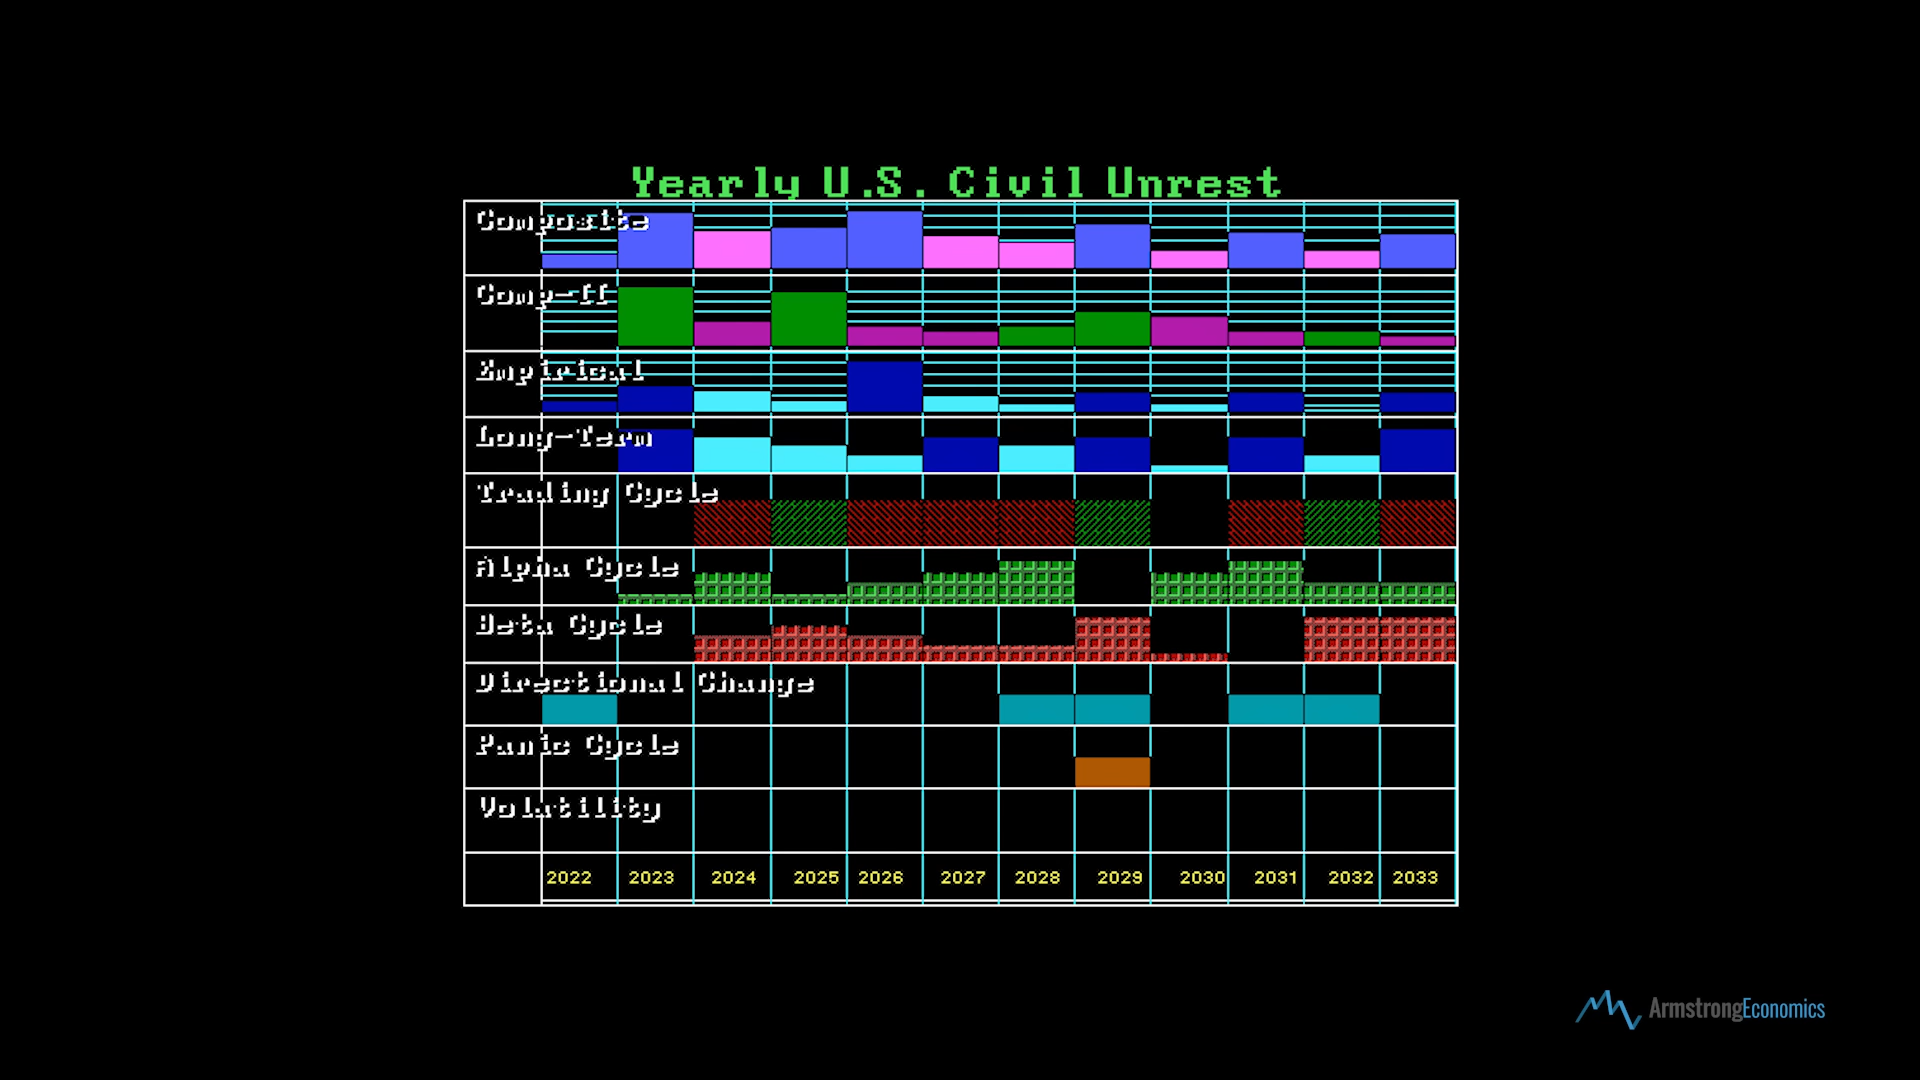 Yearly U.S. Civil Unrest
Composite
Comp-ff
Empirical
Long-Term
Trading Cycle
Alpha Cycle
Beta Cycle
Directional Change
Panic Cycle
Volatility
2022 2023 2024 2025 2026 2027 2028 2029 2030 2031 2032 2033
ArmstrongEconomics